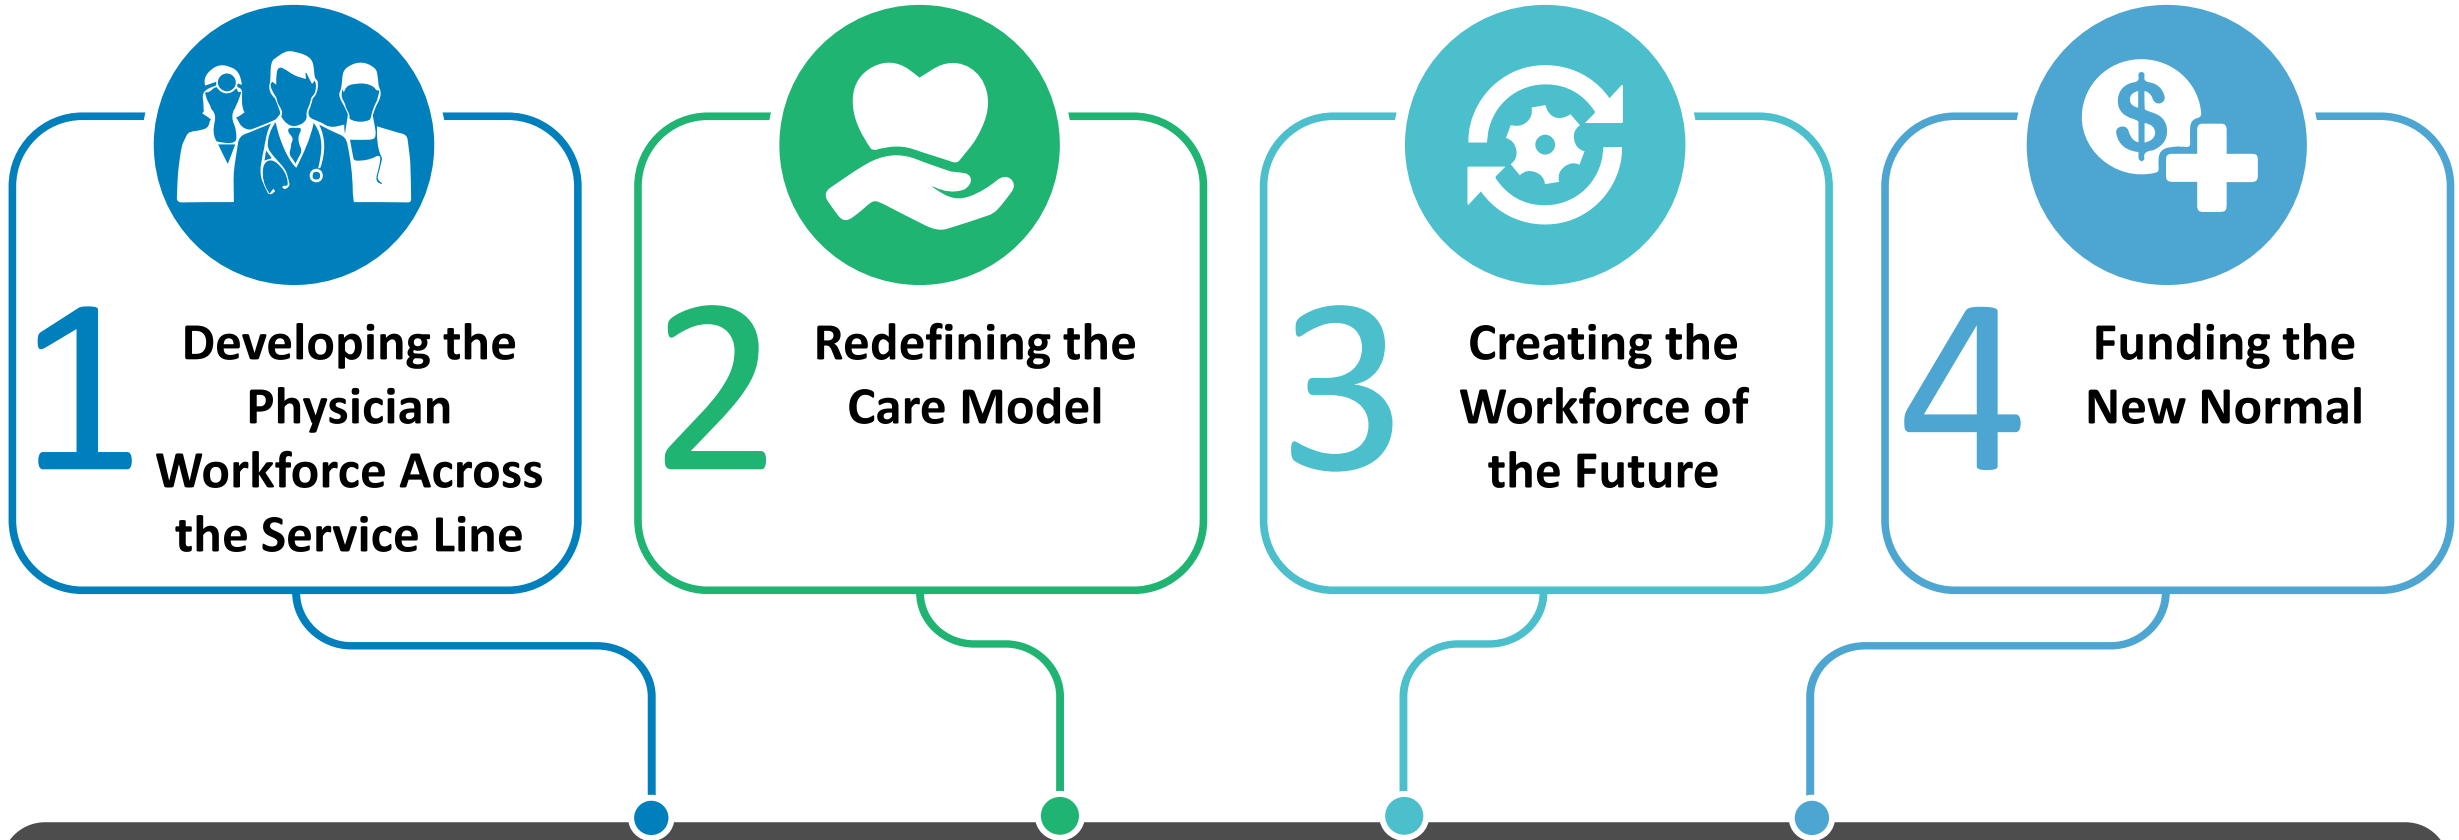 1
Developing the
Physician
Workforce Across
the Service Line
2
Redefining the
Care Model
3
Creating the
Workforce of
the Future
4
Funding the
New Normal
$